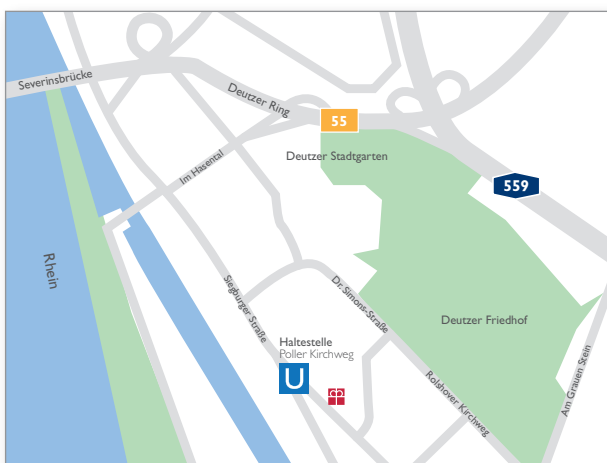 Severinsbrücke
Deutzer Ring
55
Deutzer Stadtgarten
Im Hasental
559
Rhein
Siegburger Straße
Dr. Simons-Straße
Deutzer Friedhof
Haltestelle
Poller Kirchweg
U
Rolshover Kirchweg
Am Grauen Stein